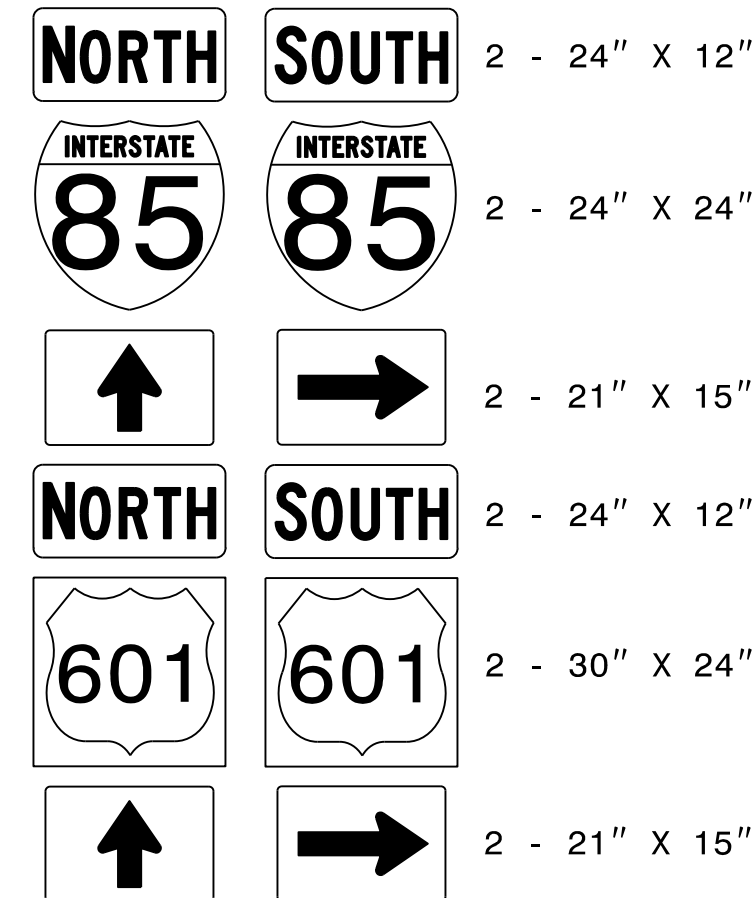 NORTH SOUTH 2 - 24" X 12"
INTERSTATE INTERSTATE
85 85 2 - 24" X 24"
2 - 21" X 15"
NORTH SOUTH 2 - 24" X 12"
601 601 2 - 30" X 24"
2 - 21" X 15"